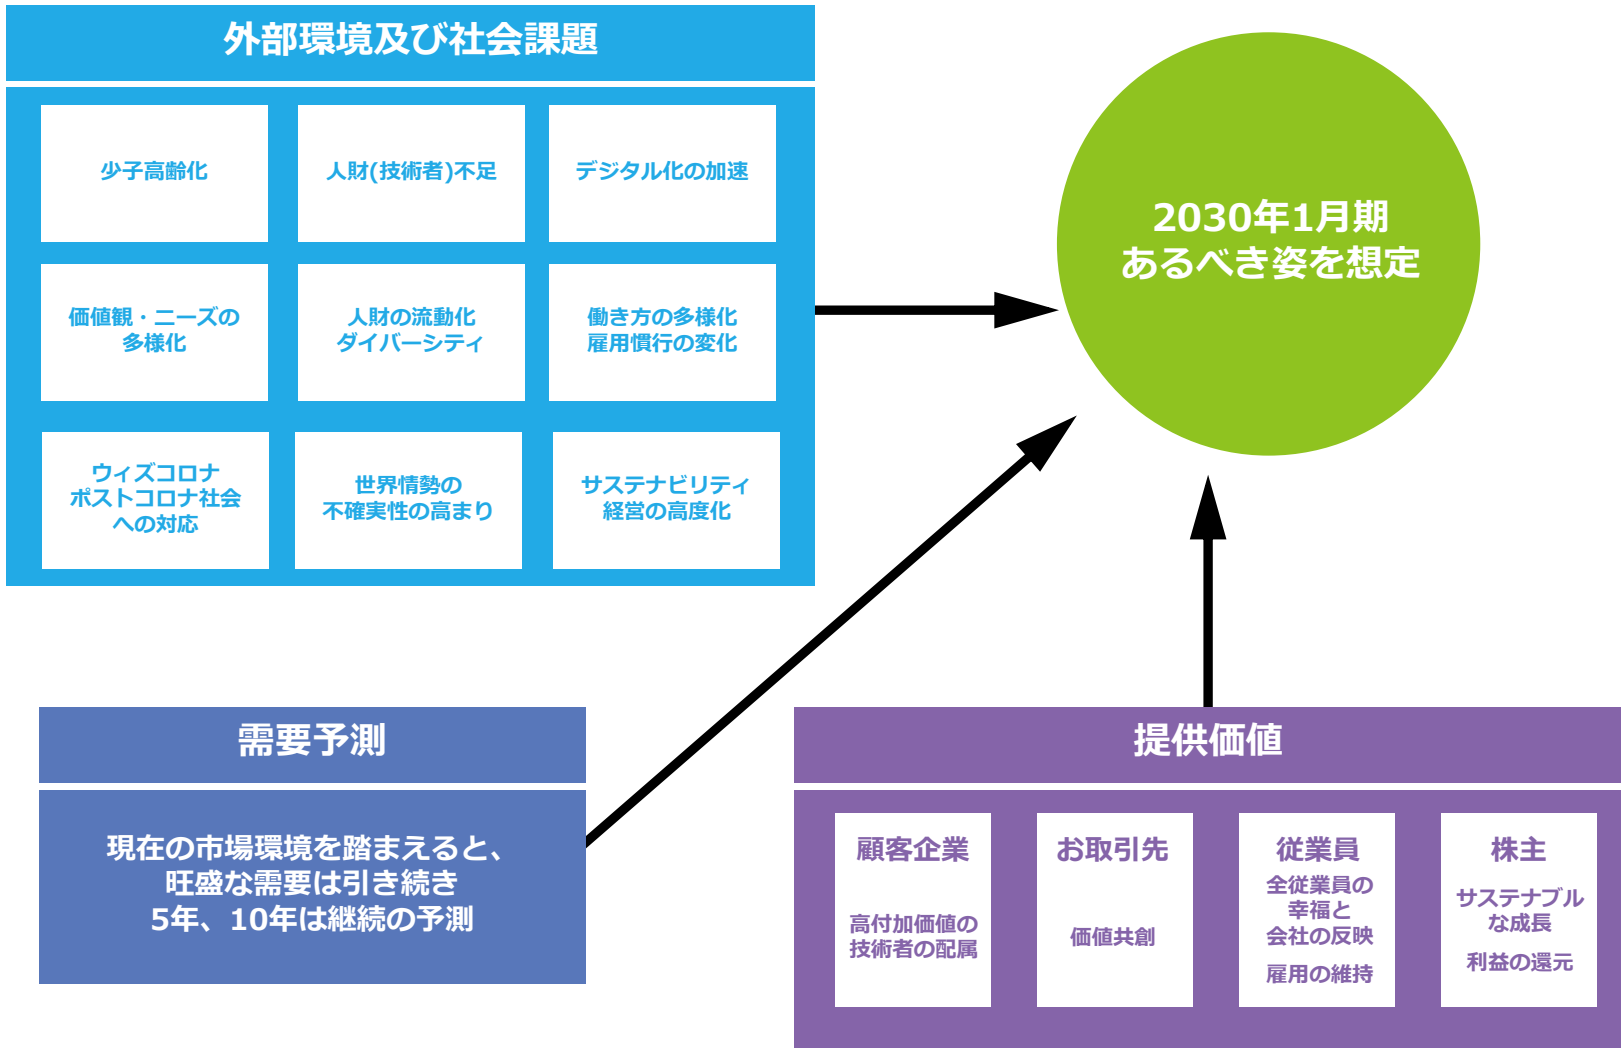 外部環境及び社会課題
少子高齢化
人財(技術者)不足
デジタル化の加速
価値観・ニーズの
多様化
人財の流動化
ダイバーシティ
働き方の多様化
雇用慣行の変化
ウィズコロナ
ポストコロナ社会
への対応
世界情勢の
不確実性の高まり
サステナビリティ
経営の高度化
2030年1月期
あるべき姿を想定
需要予測
現在の市場環境を踏まえると、
旺盛な需要は引き続き
5年、10年は継続の予測
提供価値
顧客企業
高付加価値の
技術者の配属
お取引先
価値共創
従業員
全従業員の
幸福と
会社の反映
雇用の維持
株主
サステナブル
な成長
利益の還元